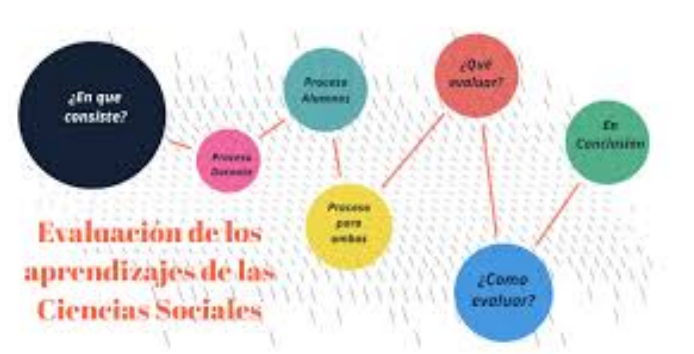 ¿En que
consiste?
Proceso
Docente
Proceso
Alumnos
Proceso
para
ambos
¿Qué
evaluar?
¿Como
evaluar?
En
Conclusión
Evaluación de los
aprendizajes de las
Ciencias Sociales